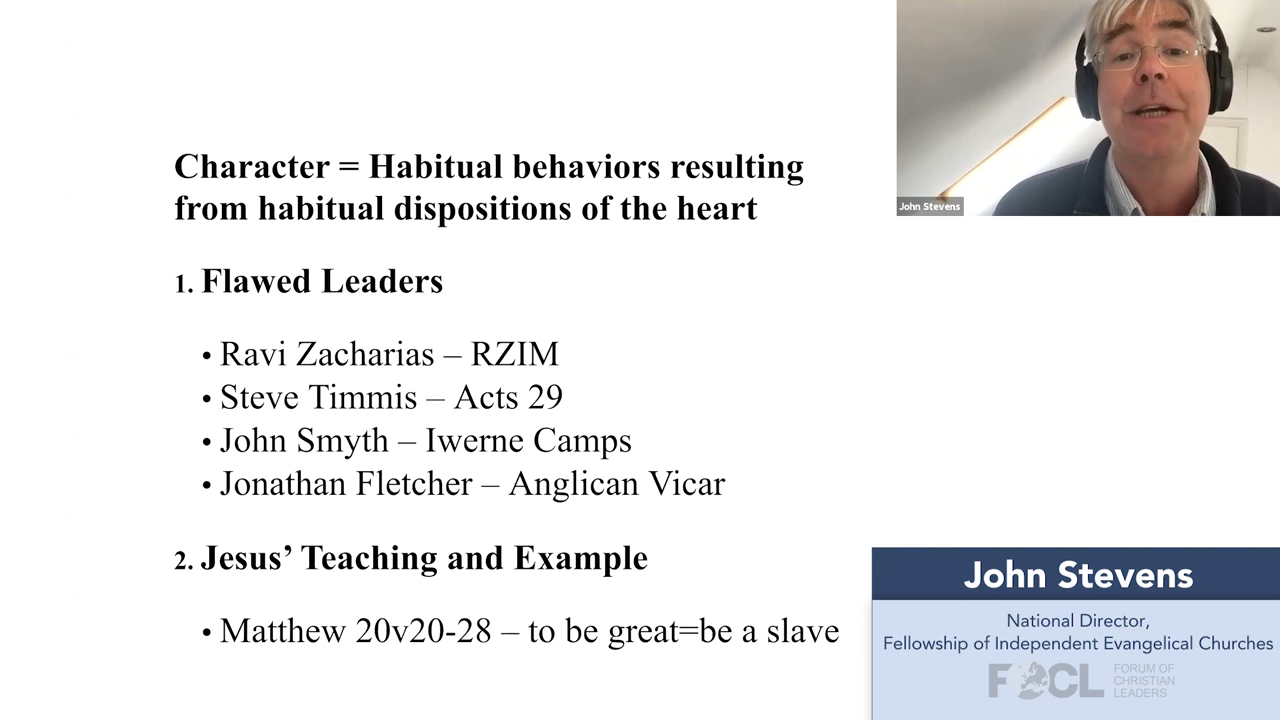 Character = Habitual behaviors resulting
from habitual dispositions of the heart
1. Flawed Leaders
• Ravi Zacharias – RZIM
• Steve Timmis – Acts 29
• John Smyth – Iwerne Camps
• Jonathan Fletcher – Anglican Vicar
2. Jesus’ Teaching and Example
• Matthew 20v20-28 – to be great=be a slave
John Stevens
John Stevens
National Director,
Fellowship of Independent Evangelical Churches
FOCL
FORUM OF
CHRISTIAN
LEADERS